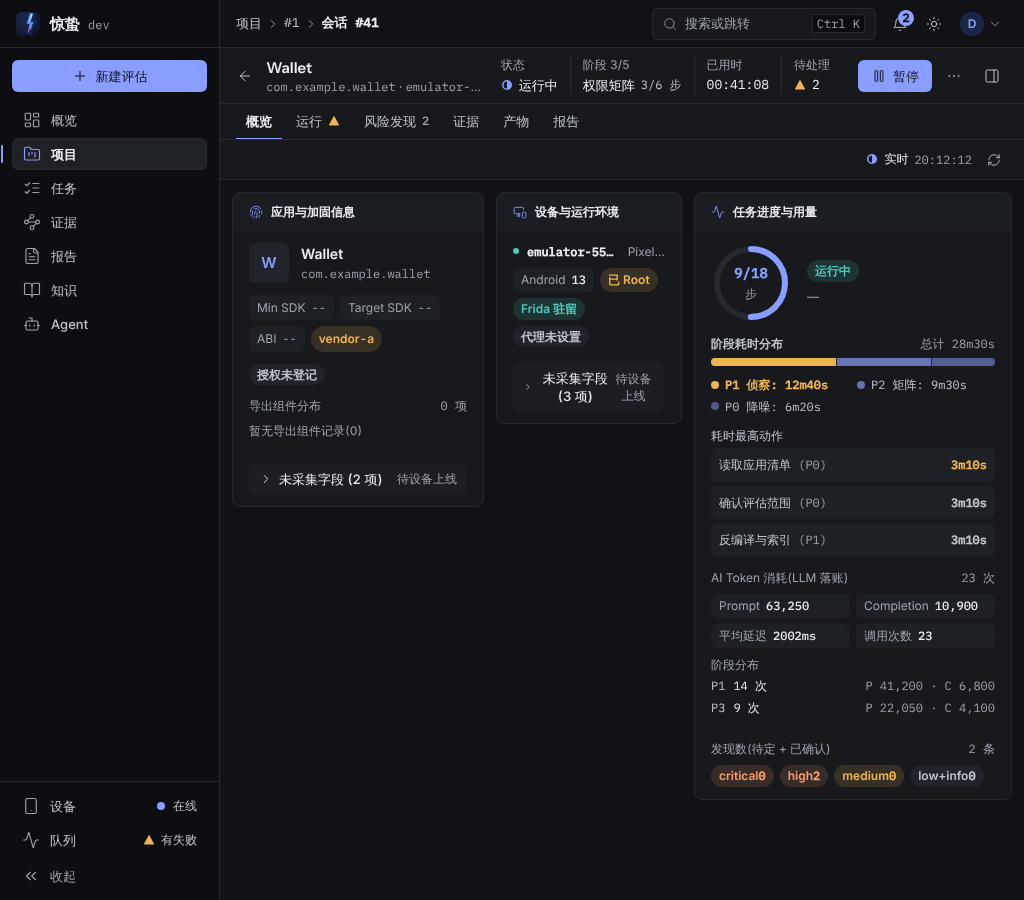 惊蛰 dev
项目 > #1 > 会话 #41
搜索或跳转 Ctrl K
2
D
新建评估
概览
项目
任务
证据
报告
知识
Agent
设备 在线
队列 有失败
收起
Wallet
com.example.wallet · emulator-…
状态
运行中
阶段 3/5
权限矩阵 3/6 步
已用时
00:41:08
待处理
2
暂停
概览 运行 风险发现 2 证据 产物 报告
实时 20:12:12
应用与加固信息
W
Wallet
com.example.wallet
Min SDK -- Target SDK --
ABI -- vendor-a
授权未登记
导出组件分布 0 项
暂无导出组件记录(0)
未采集字段 (2 项) 待设备上线
设备与运行环境
emulator-55… Pixel…
Android 13 已 Root
Frida 驻留
代理未设置
未采集字段 (3 项) 待设备上线
任务进度与用量
9/18
步
运行中
—
阶段耗时分布 总计 28m30s
P1 侦察: 12m40s P2 矩阵: 9m30s
P0 降噪: 6m20s
耗时最高动作
读取应用清单 (P0) 3m10s
确认评估范围 (P0) 3m10s
反编译与索引 (P1) 3m10s
AI Token 消耗(LLM 落账) 23 次
Prompt 63,250 Completion 10,900
平均延迟 2002ms 调用次数 23
阶段分布
P1 14 次 P 41,200 · C 6,800
P3 9 次 P 22,050 · C 4,100
发现数(待定 + 已确认) 2 条
critical0 high2 medium0 low+info0